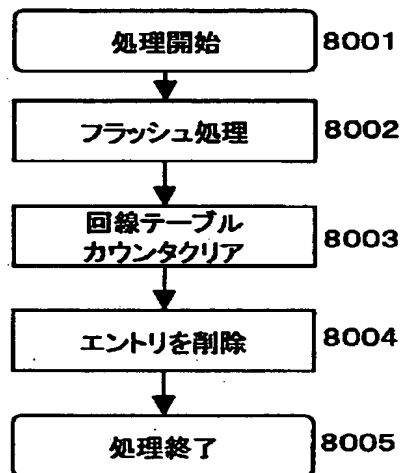 処理開始 8001
フラッシュ処理 8002
回線テーブル
カウンタクリア 8003
エントリを削除 8004
処理終了 8005